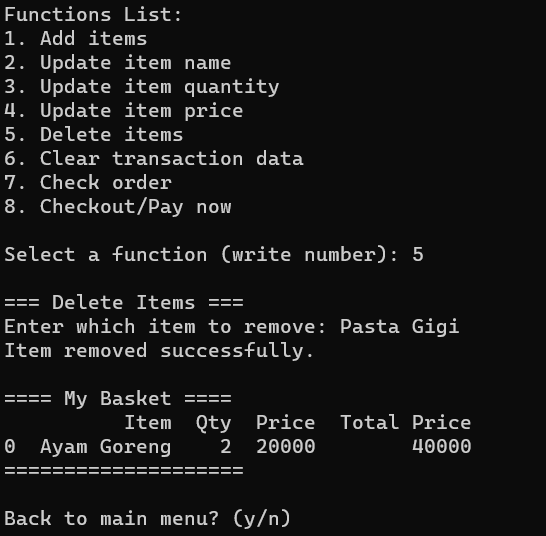 Functions List:
1. Add items
2. Update item name
3. Update item quantity
4. Update item price
5. Delete items
6. Clear transaction data
7. Check order
8. Checkout/Pay now
Select a function (write number): 5
=== Delete Items ===
Enter which item to remove: Pasta Gigi
Item removed successfully.
==== My Basket ====
Item Qty Price Total Price
0 Ayam Goreng 2 20000 40000
====================
Back to main menu? (y/n)